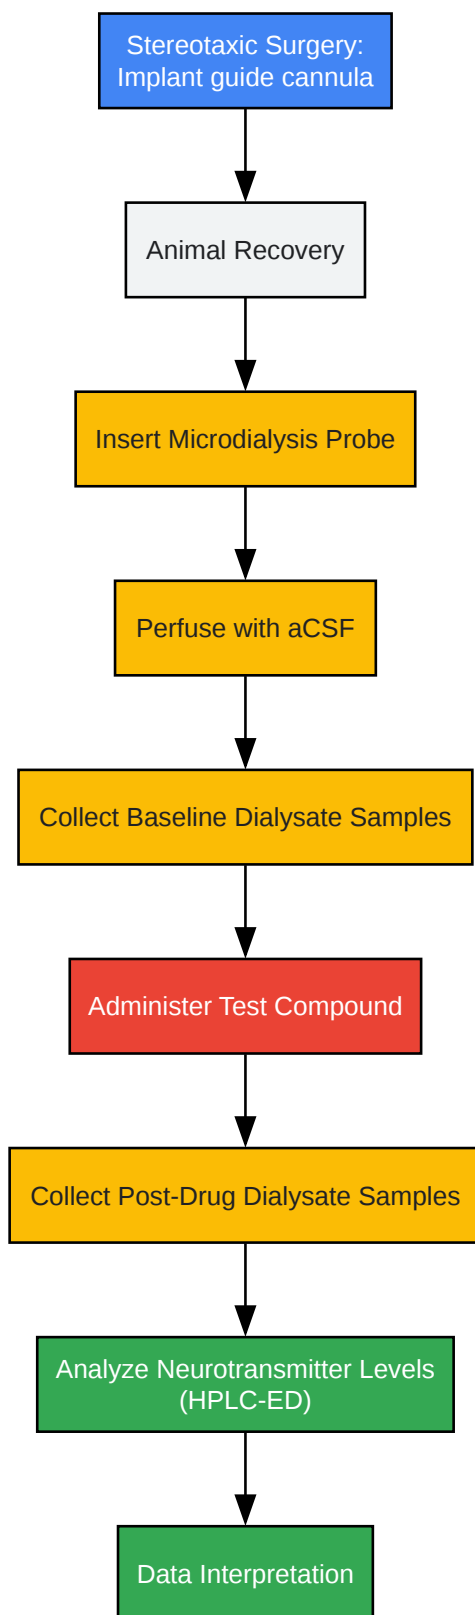 Stereotaxic Surgery:
Implant guide cannula
Animal Recovery
Insert Microdialysis Probe
Perfuse with aCSF
Collect Baseline Dialysate Samples
Administer Test Compound
Collect Post-Drug Dialysate Samples
Analyze Neurotransmitter Levels
(HPLC-ED)
Data Interpretation